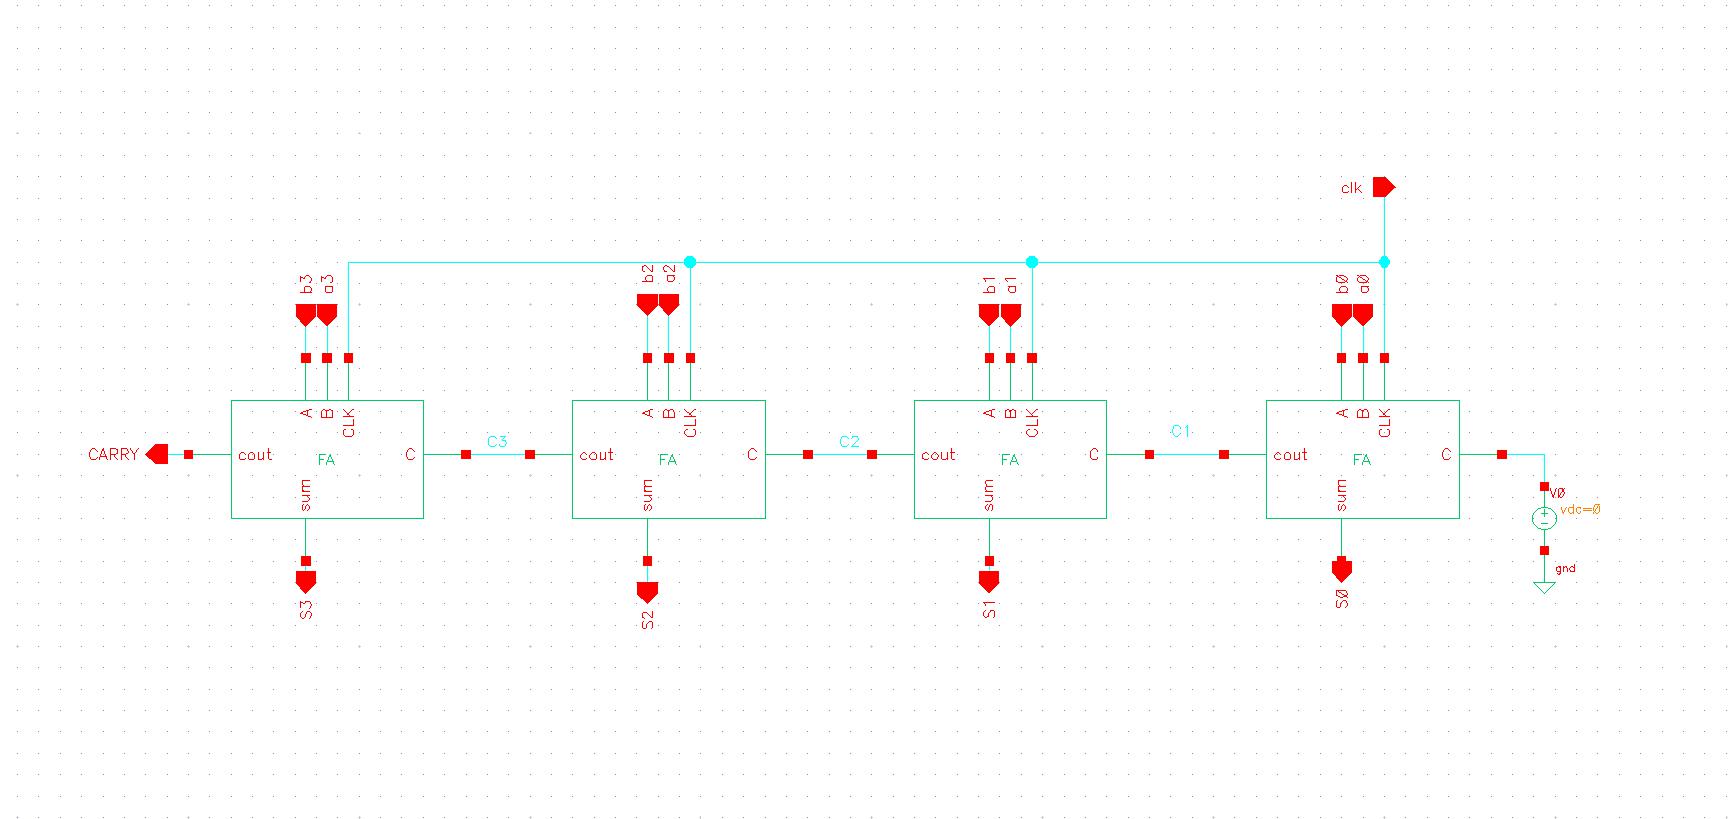 clk
b3 a3
b2 a2
b1 a1
b0 a0
A B CLK
A B CLK
A B CLK
A B CLK
CARRY cout FA C C3 cout FA C C2 cout FA C C1 cout FA C
sum sum sum sum
V0
vdc=0
gnd
S3 S2 S1 S0